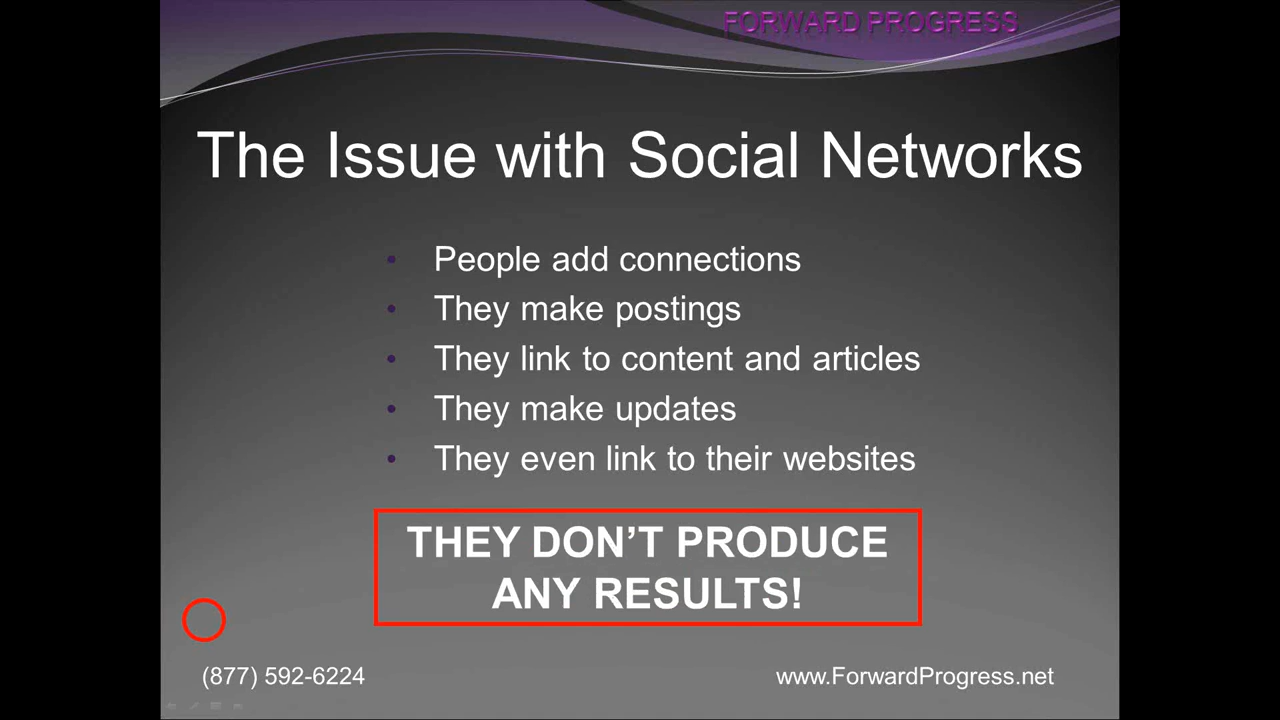 FORWARD PROGRESS
The Issue with Social Networks
• People add connections
• They make postings
• They link to content and articles
• They make updates
• They even link to their websites
THEY DON’T PRODUCE
ANY RESULTS!
(877) 592-6224
www.ForwardProgress.net